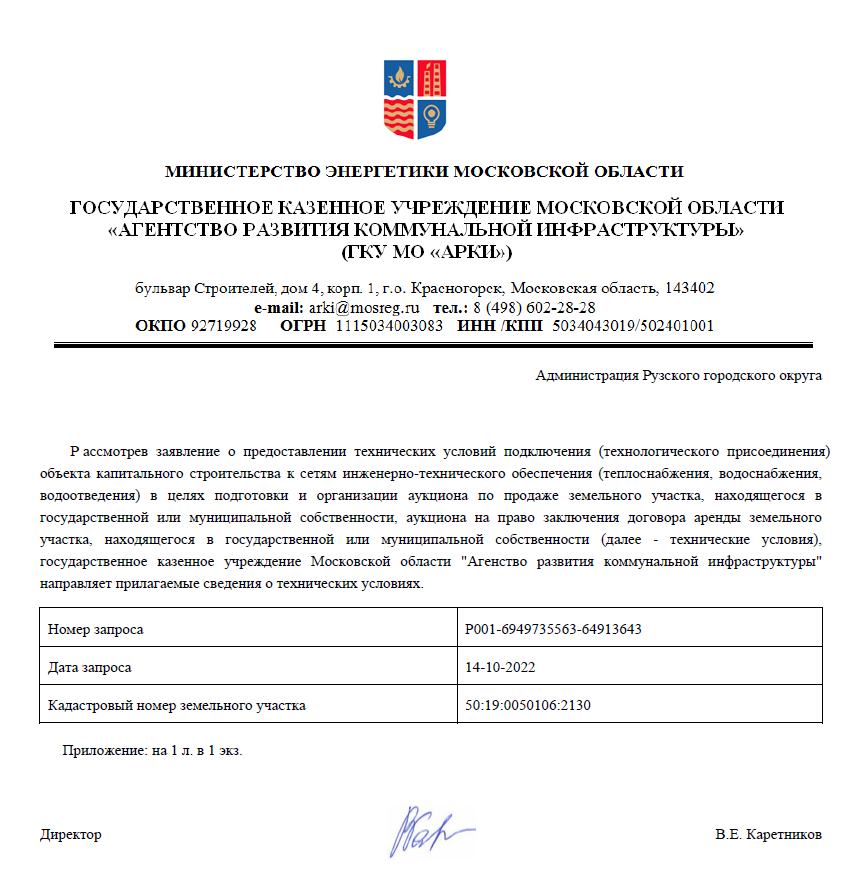 МИНИСТЕРСТВО ЭНЕРГЕТИКИ МОСКОВСКОЙ ОБЛАСТИ
ГОСУДАРСТВЕННОЕ КАЗЕННОЕ УЧРЕЖДЕНИЕ МОСКОВСКОЙ ОБЛАСТИ
«АГЕНТСТВО РАЗВИТИЯ КОММУНАЛЬНОЙ ИНФРАСТРУКТУРЫ»
(ГКУ МО «АРКИ»)
бульвар Строителей, дом 4, корп. 1, г.о. Красногорск, Московская область, 143402
e-mail: arki@mosreg.ru тел.: 8 (498) 602-28-28
ОКПО 92719928 ОГРН 1115034003083 ИНН /КПП 5034043019/502401001
Администрация Рузского городского округа
Р ассмотрев заявление о предоставлении технических условий подключения (технологического присоединения)
объекта капитального строительства к сетям инженерно-технического обеспечения (теплоснабжения, водоснабжения,
водоотведения) в целях подготовки и организации аукциона по продаже земельного участка, находящегося в
государственной или муниципальной собственности, аукциона на право заключения договора аренды земельного
участка, находящегося в государственной или муниципальной собственности (далее - технические условия),
государственное казенное учреждение Московской области "Агенство развития коммунальной инфраструктуры"
направляет прилагаемые сведения о технических условиях.
Номер запроса P001-6949735563-64913643
Дата запроса 14-10-2022
Кадастровый номер земельного участка 50:19:0050106:2130
Приложение: на 1 л. в 1 экз.
Директор В.Е. Каретников